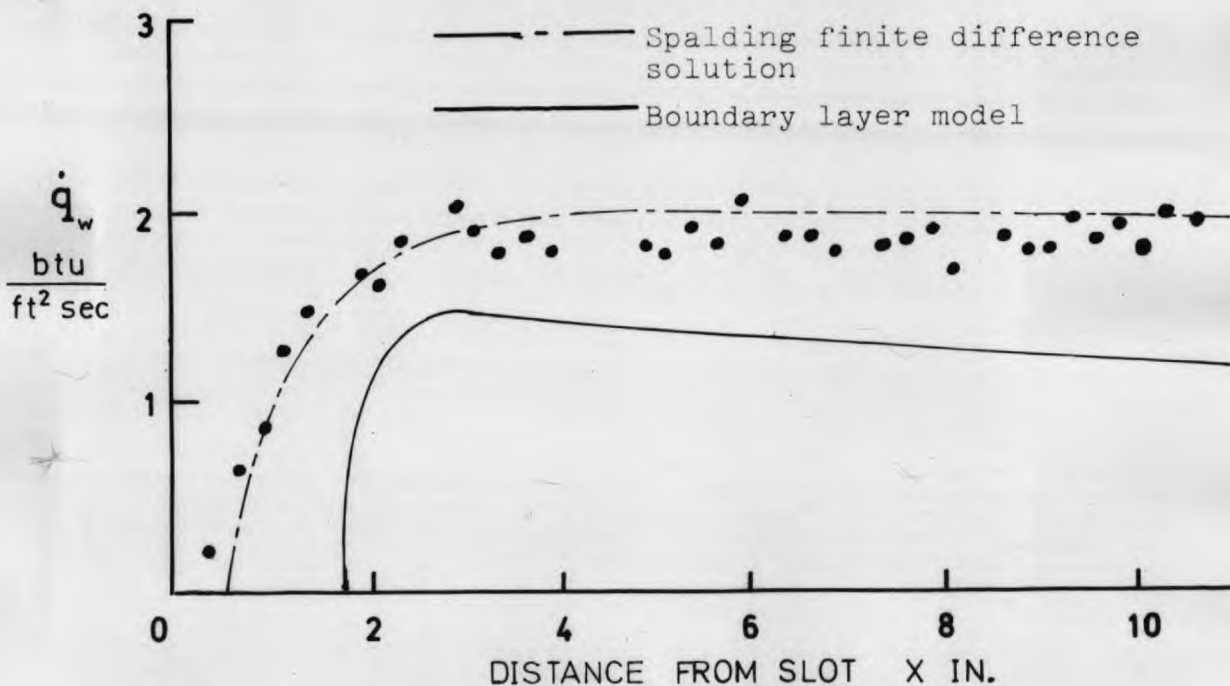 3
Spalding finite difference
solution
Boundary layer model
q̇w
2
btu
ft² sec
1
0 2 4 6 8 10
DISTANCE FROM SLOT X IN.